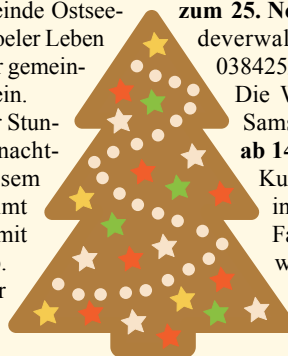 einde Ostsee-
oeler Leben
r gemein-
ein.
r Stun-
nacht-
sem
mt
mit
.
r
zum 25. No
deverwal
038425
Die W
Sams
ab 14
Ku
in
Fa
w